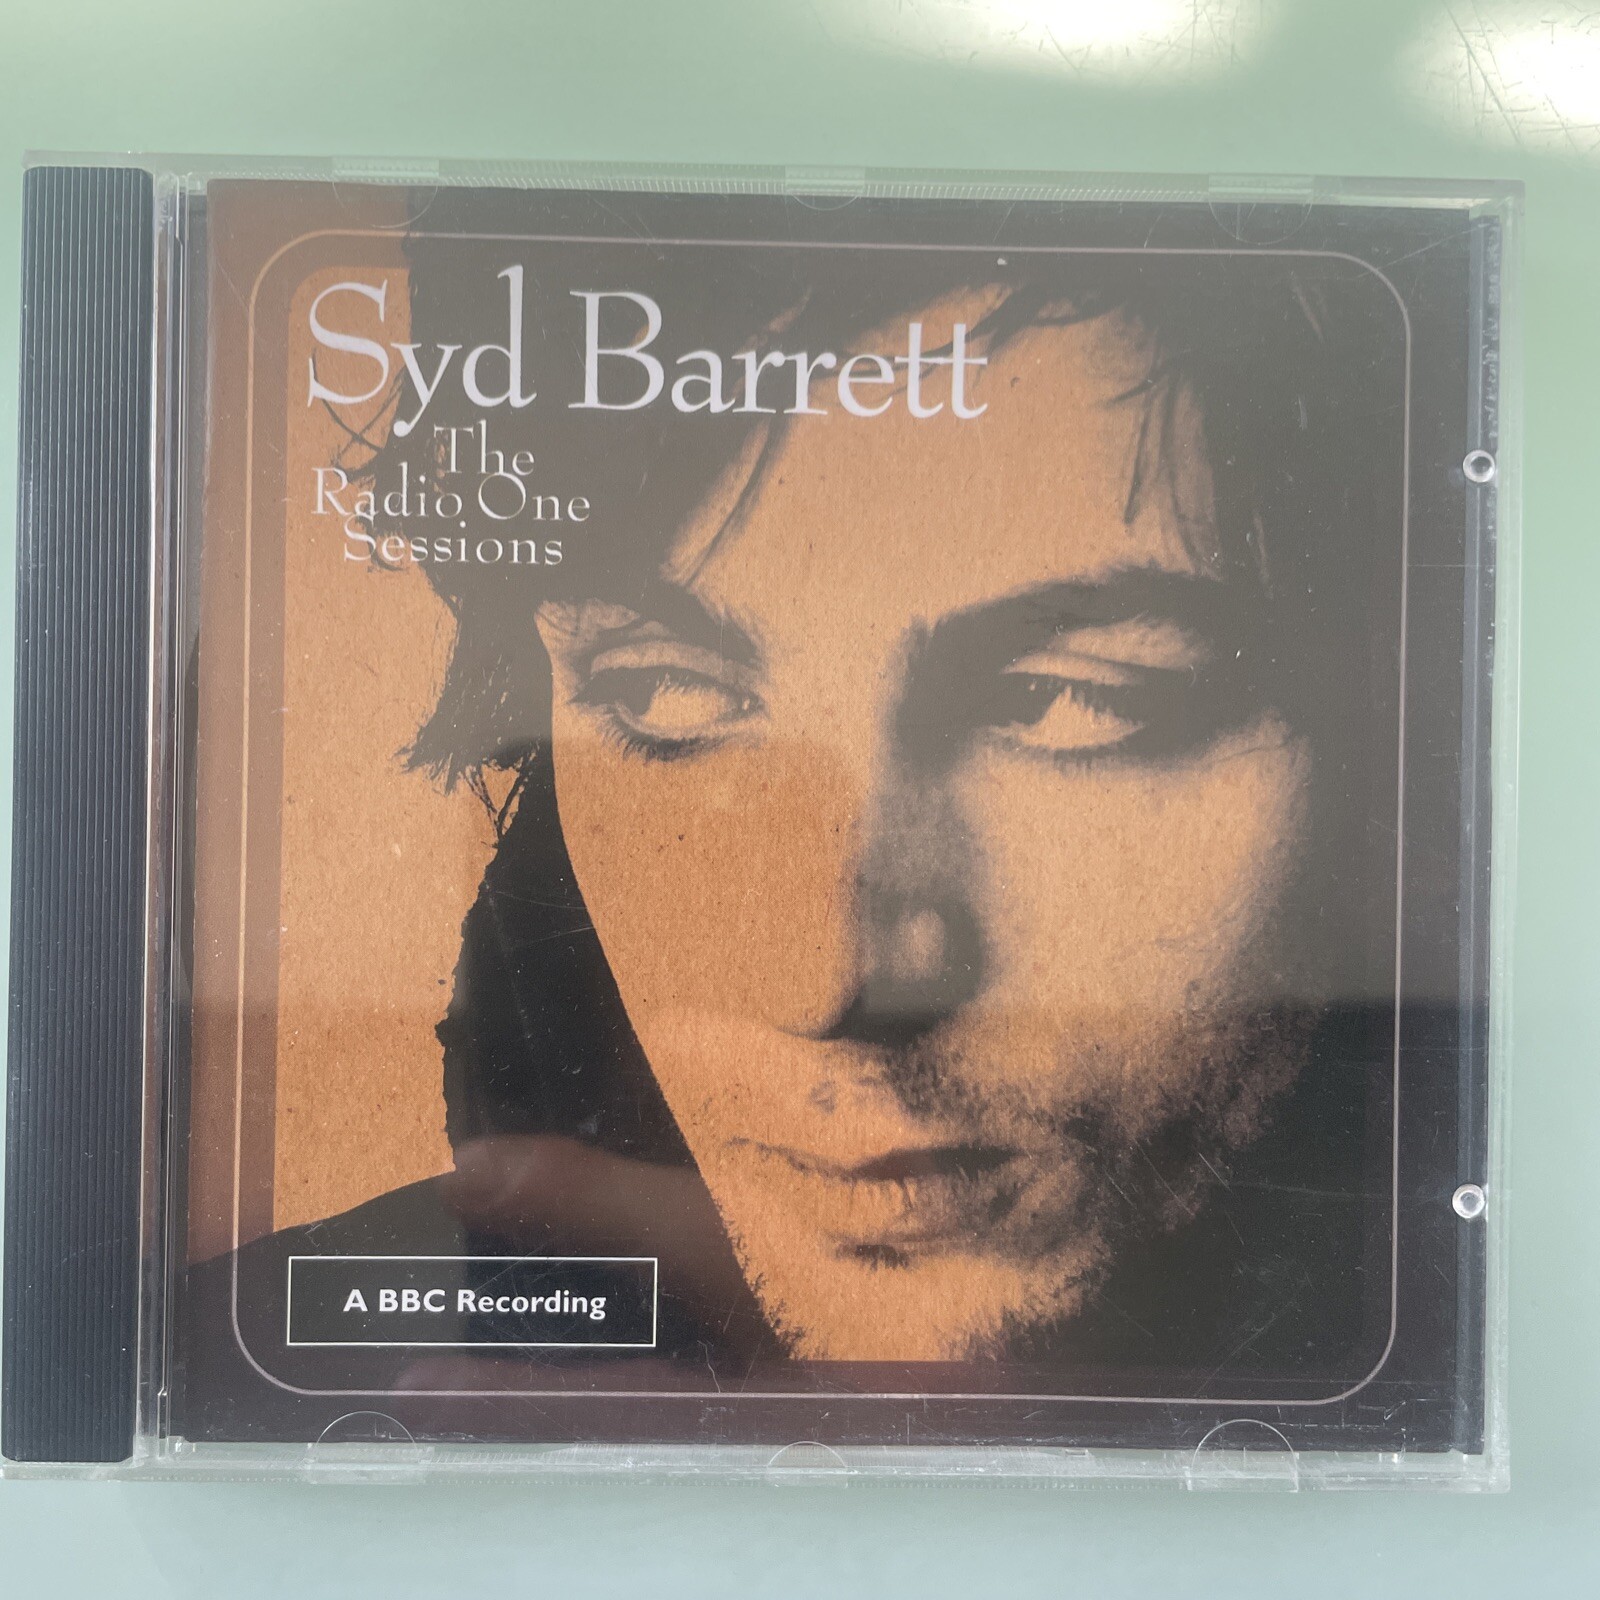 Syd Barrett
The
Radio One
Sessions
A BBC Recording